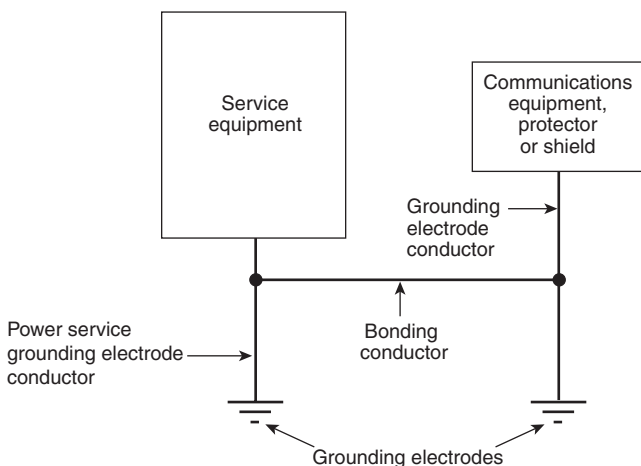 Service
equipment
Communications
equipment,
protector
or shield
Grounding
electrode
conductor
Power service
grounding electrode
conductor
Bonding
conductor
Grounding electrodes